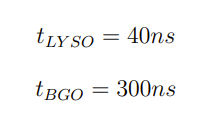 t_{LYSO} = 40ns
t_{BGO} = 300ns